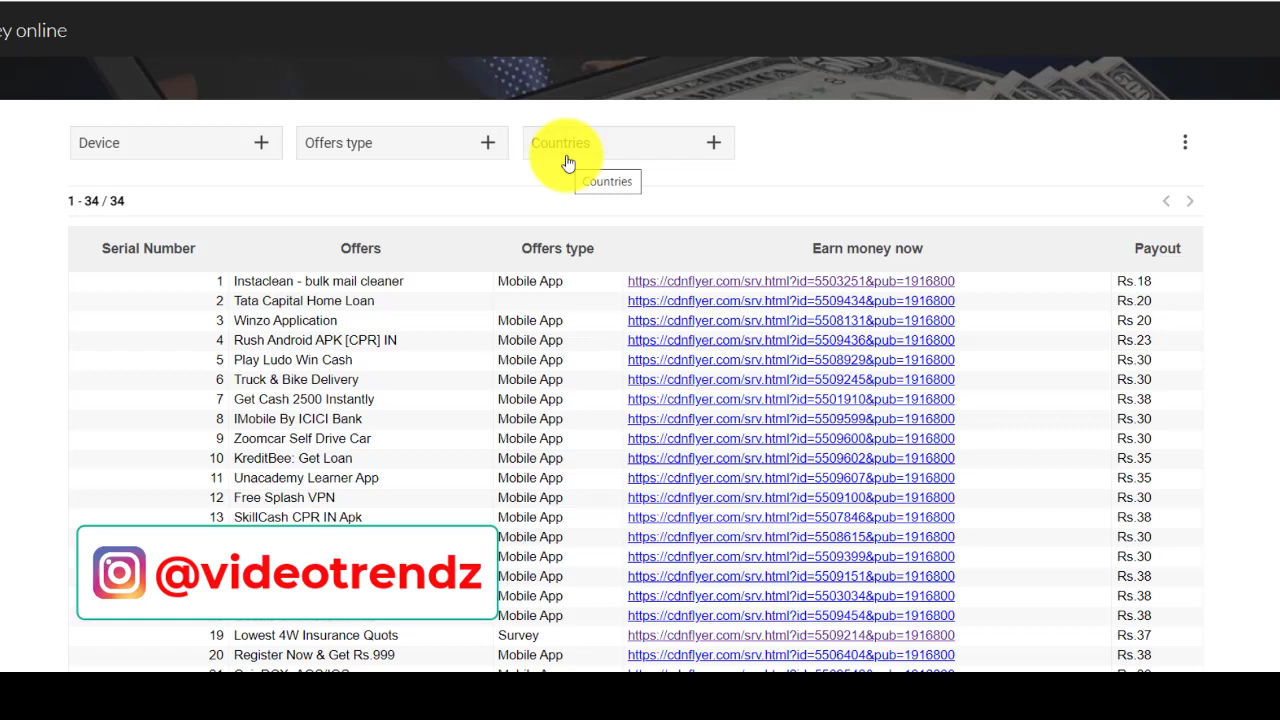 ey online
Device + Offers type + Countries +
Countries
1 - 34 / 34
Serial Number Offers Offers type Earn money now Payout
1 Instaclean - bulk mail cleaner Mobile App https://cdnflyer.com/srv.html?id=5503251&pub=1916800 Rs.18
2 Tata Capital Home Loan https://cdnflyer.com/srv.html?id=5509434&pub=1916800 Rs.20
3 Winzo Application Mobile App https://cdnflyer.com/srv.html?id=5508131&pub=1916800 Rs 20
4 Rush Android APK [CPR] IN Mobile App https://cdnflyer.com/srv.html?id=5509436&pub=1916800 Rs.23
5 Play Ludo Win Cash Mobile App https://cdnflyer.com/srv.html?id=5508929&pub=1916800 Rs.30
6 Truck & Bike Delivery Mobile App https://cdnflyer.com/srv.html?id=5509245&pub=1916800 Rs.30
7 Get Cash 2500 Instantly Mobile App https://cdnflyer.com/srv.html?id=5501910&pub=1916800 Rs.38
8 IMobile By ICICI Bank Mobile App https://cdnflyer.com/srv.html?id=5509599&pub=1916800 Rs.30
9 Zoomcar Self Drive Car Mobile App https://cdnflyer.com/srv.html?id=5509600&pub=1916800 Rs.30
10 KreditBee: Get Loan Mobile App https://cdnflyer.com/srv.html?id=5509602&pub=1916800 Rs.35
11 Unacademy Learner App Mobile App https://cdnflyer.com/srv.html?id=5509607&pub=1916800 Rs.35
12 Free Splash VPN Mobile App https://cdnflyer.com/srv.html?id=5509100&pub=1916800 Rs.30
13 SkillCash CPR IN Apk Mobile App https://cdnflyer.com/srv.html?id=5507846&pub=1916800 Rs.38
Mobile App https://cdnflyer.com/srv.html?id=5508615&pub=1916800 Rs.30
Mobile App https://cdnflyer.com/srv.html?id=5509399&pub=1916800 Rs.30
@videotrendz
Mobile App https://cdnflyer.com/srv.html?id=5509151&pub=1916800 Rs.38
Mobile App https://cdnflyer.com/srv.html?id=5503034&pub=1916800 Rs.38
Mobile App https://cdnflyer.com/srv.html?id=5509454&pub=1916800 Rs.38
19 Lowest 4W Insurance Quots Survey https://cdnflyer.com/srv.html?id=5509214&pub=1916800 Rs.37
20 Register Now & Get Rs 999 Mobile App https://cdnflyer.com/srv.html?id=5506404&pub=1916800 Rs.38